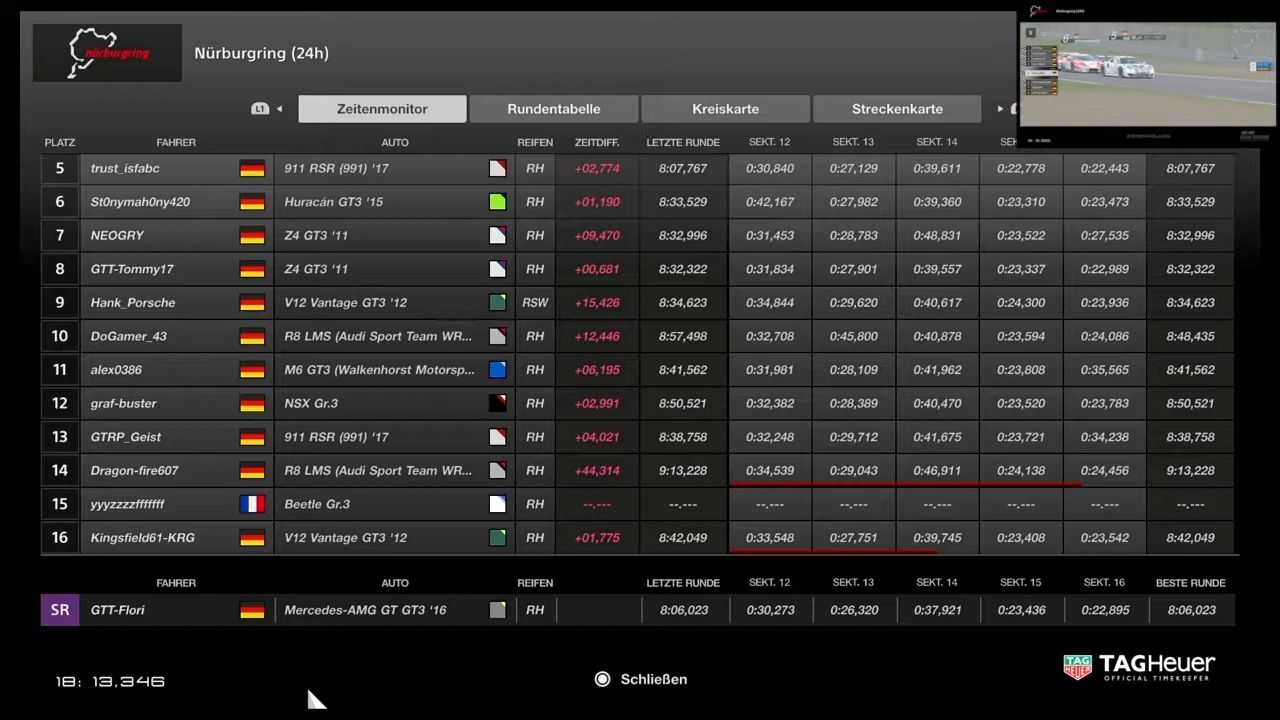 nürburgring
Nürburgring (24h)
L1 Zeitenmonitor Rundentabelle Kreiskarte Streckenkarte
PLATZ FAHRER AUTO REIFEN ZEITDIFF. LETZTE RUNDE SEKT. 12 SEKT. 13 SEKT. 14
5 trust_isfabc 911 RSR (991) '17 RH +02,774 8:07,767 0:30,840 0:27,129 0:39,611 0:22,778 0:22,443 8:07,767
6 St0nymah0ny420 Huracán GT3 '15 RH +01,190 8:33,529 0:42,167 0:27,982 0:39,360 0:23,310 0:23,473 8:33,529
7 NEOGRY Z4 GT3 '11 RH +09,470 8:32,996 0:31,453 0:28,783 0:48,831 0:23,522 0:27,535 8:32,996
8 GTT-Tommy17 Z4 GT3 '11 RH +00,681 8:32,322 0:31,834 0:27,901 0:39,557 0:23,337 0:22,989 8:32,322
9 Hank_Porsche V12 Vantage GT3 '12 RSW +15,426 8:34,623 0:34,844 0:29,620 0:40,617 0:24,300 0:23,936 8:34,623
10 DoGamer_43 R8 LMS (Audi Sport Team WR... RH +12,446 8:57,498 0:32,708 0:45,800 0:40,878 0:23,594 0:24,086 8:48,435
11 alex0386 M6 GT3 (Walkenhorst Motorsp... RH +06,195 8:41,562 0:31,981 0:28,109 0:41,962 0:23,808 0:35,565 8:41,562
12 graf-buster NSX Gr.3 RH +02,991 8:50,521 0:32,382 0:28,389 0:40,470 0:23,520 0:23,783 8:50,521
13 GTRP_Geist 911 RSR (991) '17 RH +04,021 8:38,758 0:32,248 0:29,712 0:41,675 0:23,721 0:34,238 8:38,758
14 Dragon-fire607 R8 LMS (Audi Sport Team WR... RH +44,314 9:13,228 0:34,539 0:29,043 0:46,911 0:24,138 0:24,456 9:13,228
15 yyyzzzzfffffff Beetle Gr.3 RH --,--- --,--- --,--- --,--- --,--- --,--- --,--- --,---
16 Kingsfield61-KRG V12 Vantage GT3 '12 RH +01,775 8:42,049 0:33,548 0:27,751 0:39,745 0:23,408 0:23,542 8:42,049
FAHRER AUTO REIFEN LETZTE RUNDE SEKT. 12 SEKT. 13 SEKT. 14 SEKT. 15 SEKT. 16 BESTE RUNDE
SR GTT-Flori Mercedes-AMG GT GT3 '16 RH 8:06,023 0:30,273 0:26,320 0:37,821 0:23,436 0:22,895 8:06,023
18: 13,346
Schließen
TAG HEUER TAGHeuer
OFFICIAL TIMEKEEPER